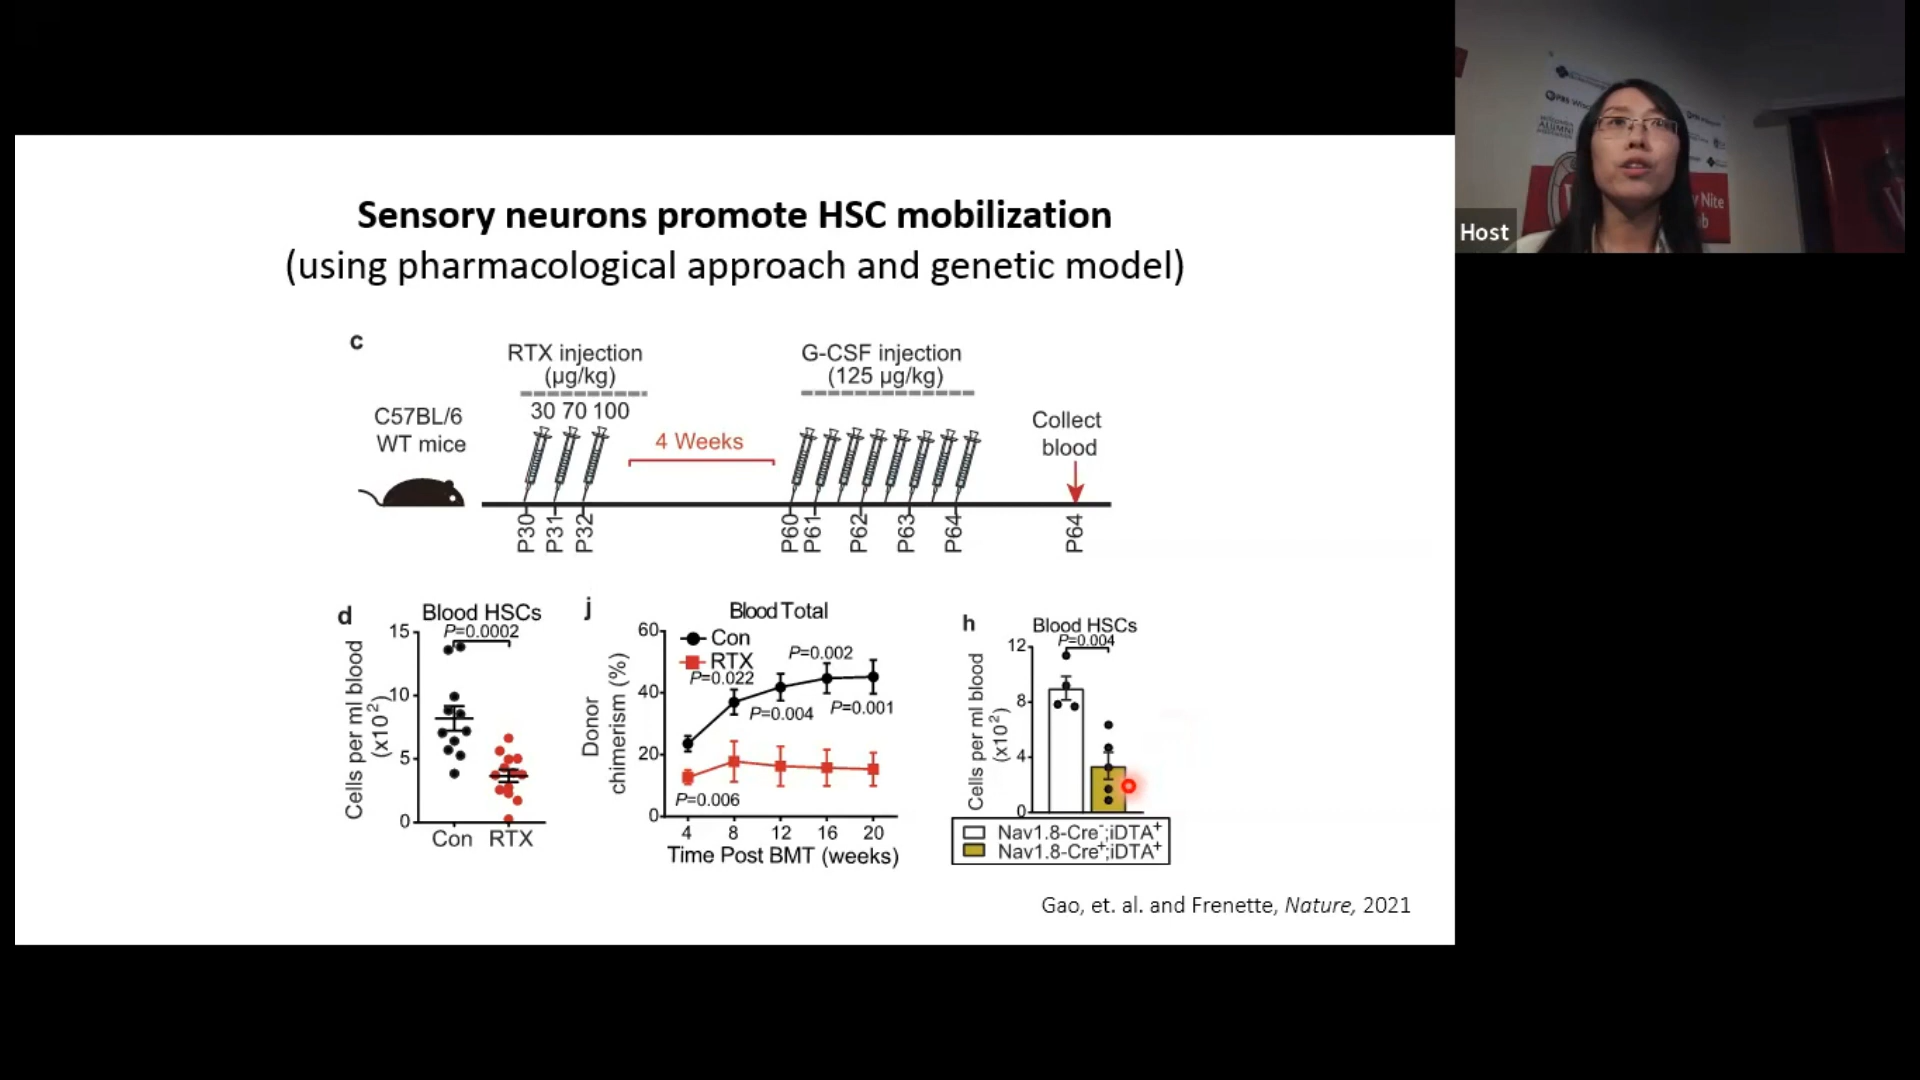 Sensory neurons promote HSC mobilization
(using pharmacological approach and genetic model)
c
RTX injection
(µg/kg)
30 70 100
C57BL/6
WT mice
4 Weeks
G-CSF injection
(125 µg/kg)
Collect
blood
P30 P31 P32 P60 P61 P62 P63 P64 P64
d
Blood HSCs
P=0.0002
Cells per ml blood
(x10²)
15
10
5
0
Con RTX
j
Blood Total
Con
RTX
P=0.022
P=0.002
P=0.004
P=0.001
P=0.006
Donor
chimerism (%)
60
40
20
0
4 8 12 16 20
Time Post BMT (weeks)
h
Blood HSCs
P=0.004
Cells per ml blood
(x10²)
12
8
4
0
Nav1.8-Cre⁻;iDTA⁺
Nav1.8-Cre⁺;iDTA⁺
Gao, et. al. and Frenette, Nature, 2021
PBS
ALUMNI
y Nite
Host